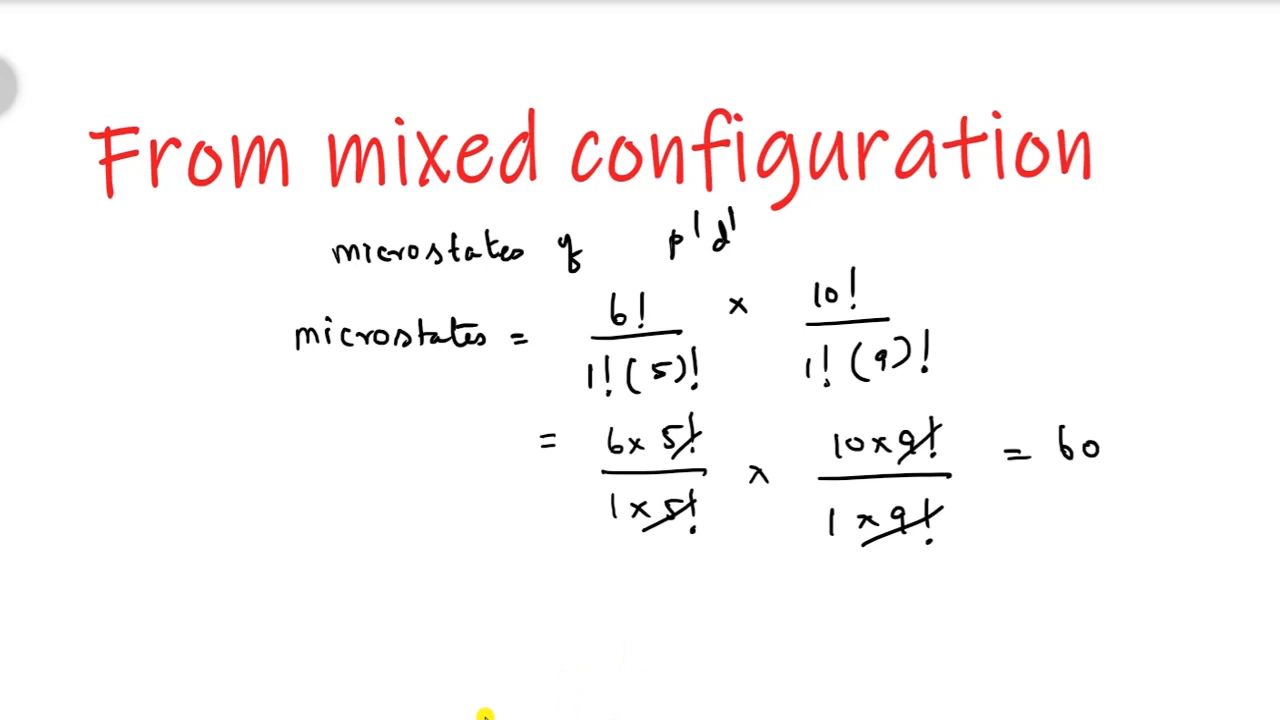 From mixed configuration
microstates of p¹d¹
microstates = 6! / 1!(5)! × 10! / 1!(9)!
= 6×5! / 1×5! × 10×9! / 1×9! = 60